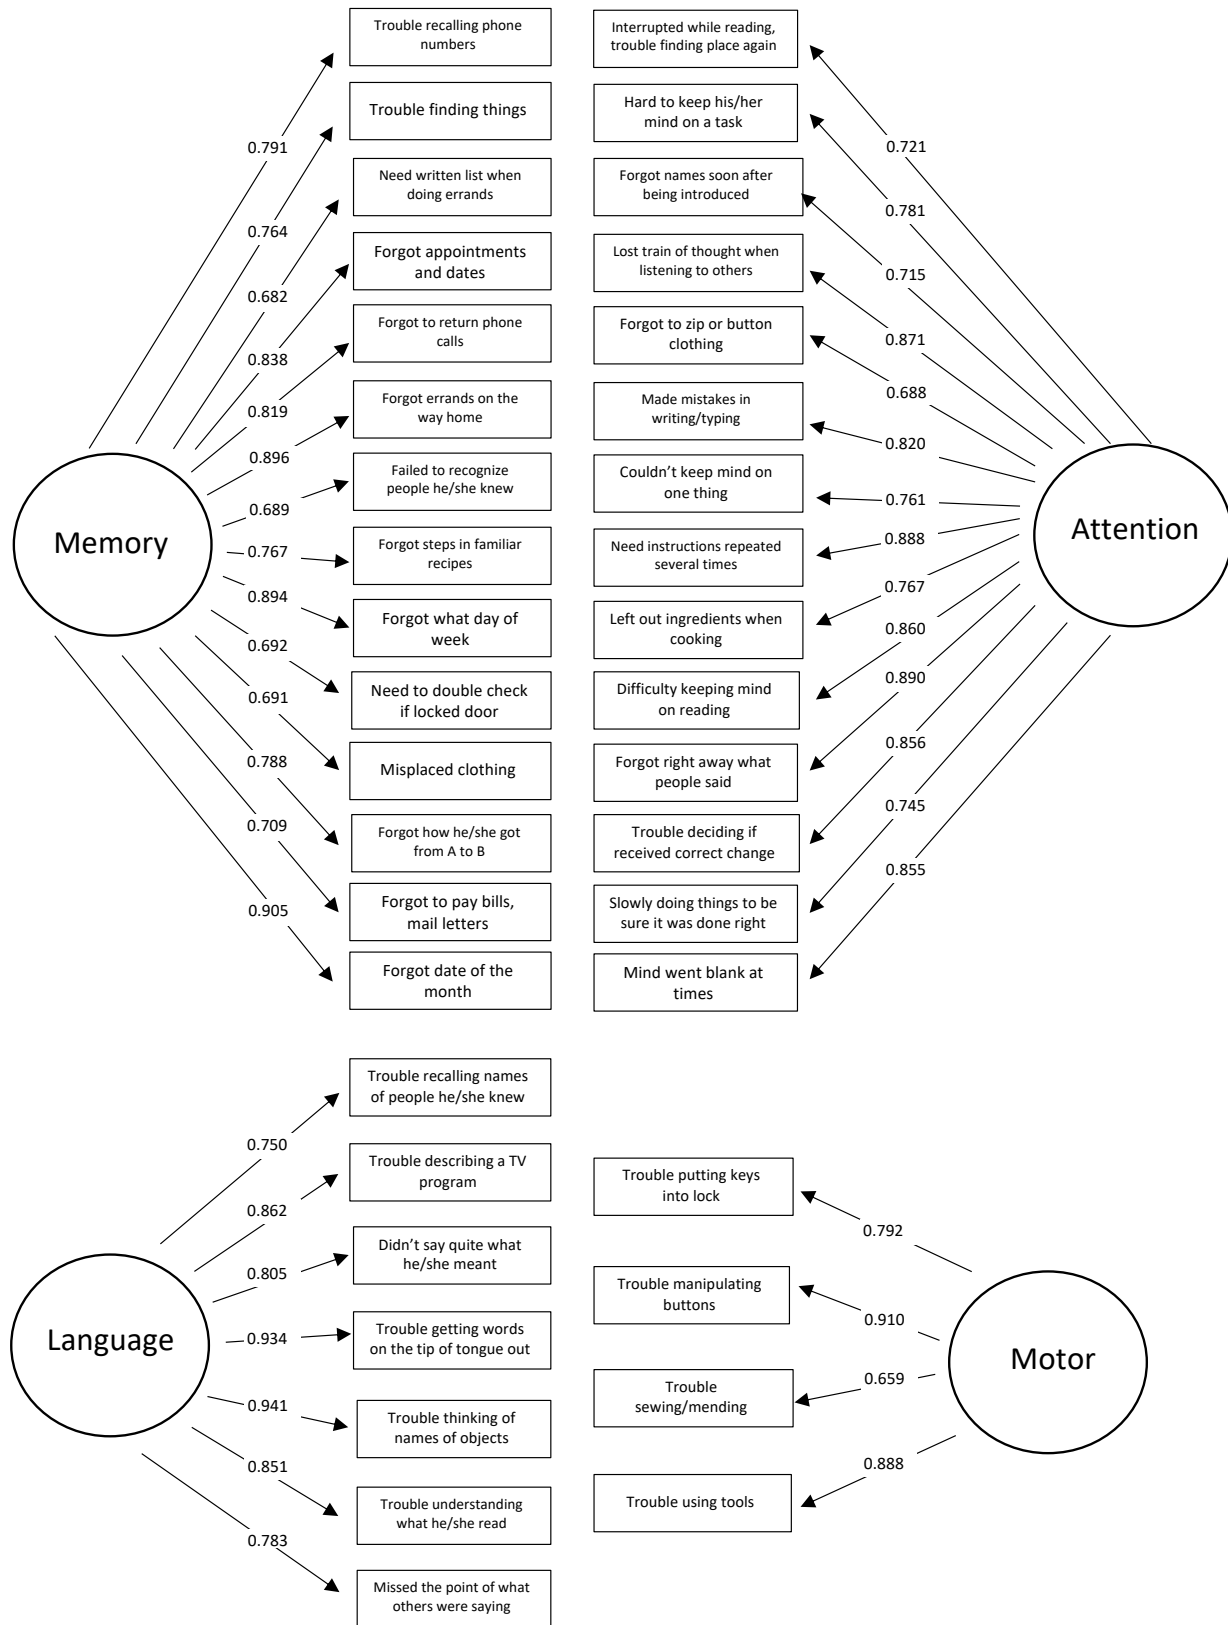 Trouble recalling phone
numbers
Trouble finding things
Need written list when
doing errands
Forgot appointments
and dates
Forgot to return phone
calls
Forgot errands on the
way home
Failed to recognize
people he/she knew
Forgot steps in familiar
recipes
Forgot what day of
week
Need to double check
if locked door
Misplaced clothing
Forgot how he/she got
from A to B
Forgot to pay bills,
mail letters
Forgot date of the
month
0.791
0.764
0.682
0.838
0.819
0.896
0.689
0.767
0.894
0.692
0.691
0.788
0.709
0.905
Memory
Interrupted while reading,
trouble finding place again
Hard to keep his/her
mind on a task
Forgot names soon after
being introduced
Lost train of thought when
listening to others
Forgot to zip or button
clothing
Made mistakes in
writing/typing
Couldn’t keep mind on
one thing
Need instructions repeated
several times
Left out ingredients when
cooking
Difficulty keeping mind
on reading
Forgot right away what
people said
Trouble deciding if
received correct change
Slowly doing things to be
sure it was done right
Mind went blank at
times
0.721
0.781
0.715
0.871
0.688
0.820
0.761
0.888
0.767
0.860
0.890
0.856
0.745
0.855
Attention
Trouble recalling names
of people he/she knew
Trouble describing a TV
program
Didn’t say quite what
he/she meant
Trouble getting words
on the tip of tongue out
Trouble thinking of
names of objects
Trouble understanding
what he/she read
Missed the point of what
others were saying
0.750
0.862
0.805
0.934
0.941
0.851
0.783
Language
Trouble putting keys
into lock
Trouble manipulating
buttons
Trouble
sewing/mending
Trouble using tools
0.792
0.910
0.659
0.888
Motor